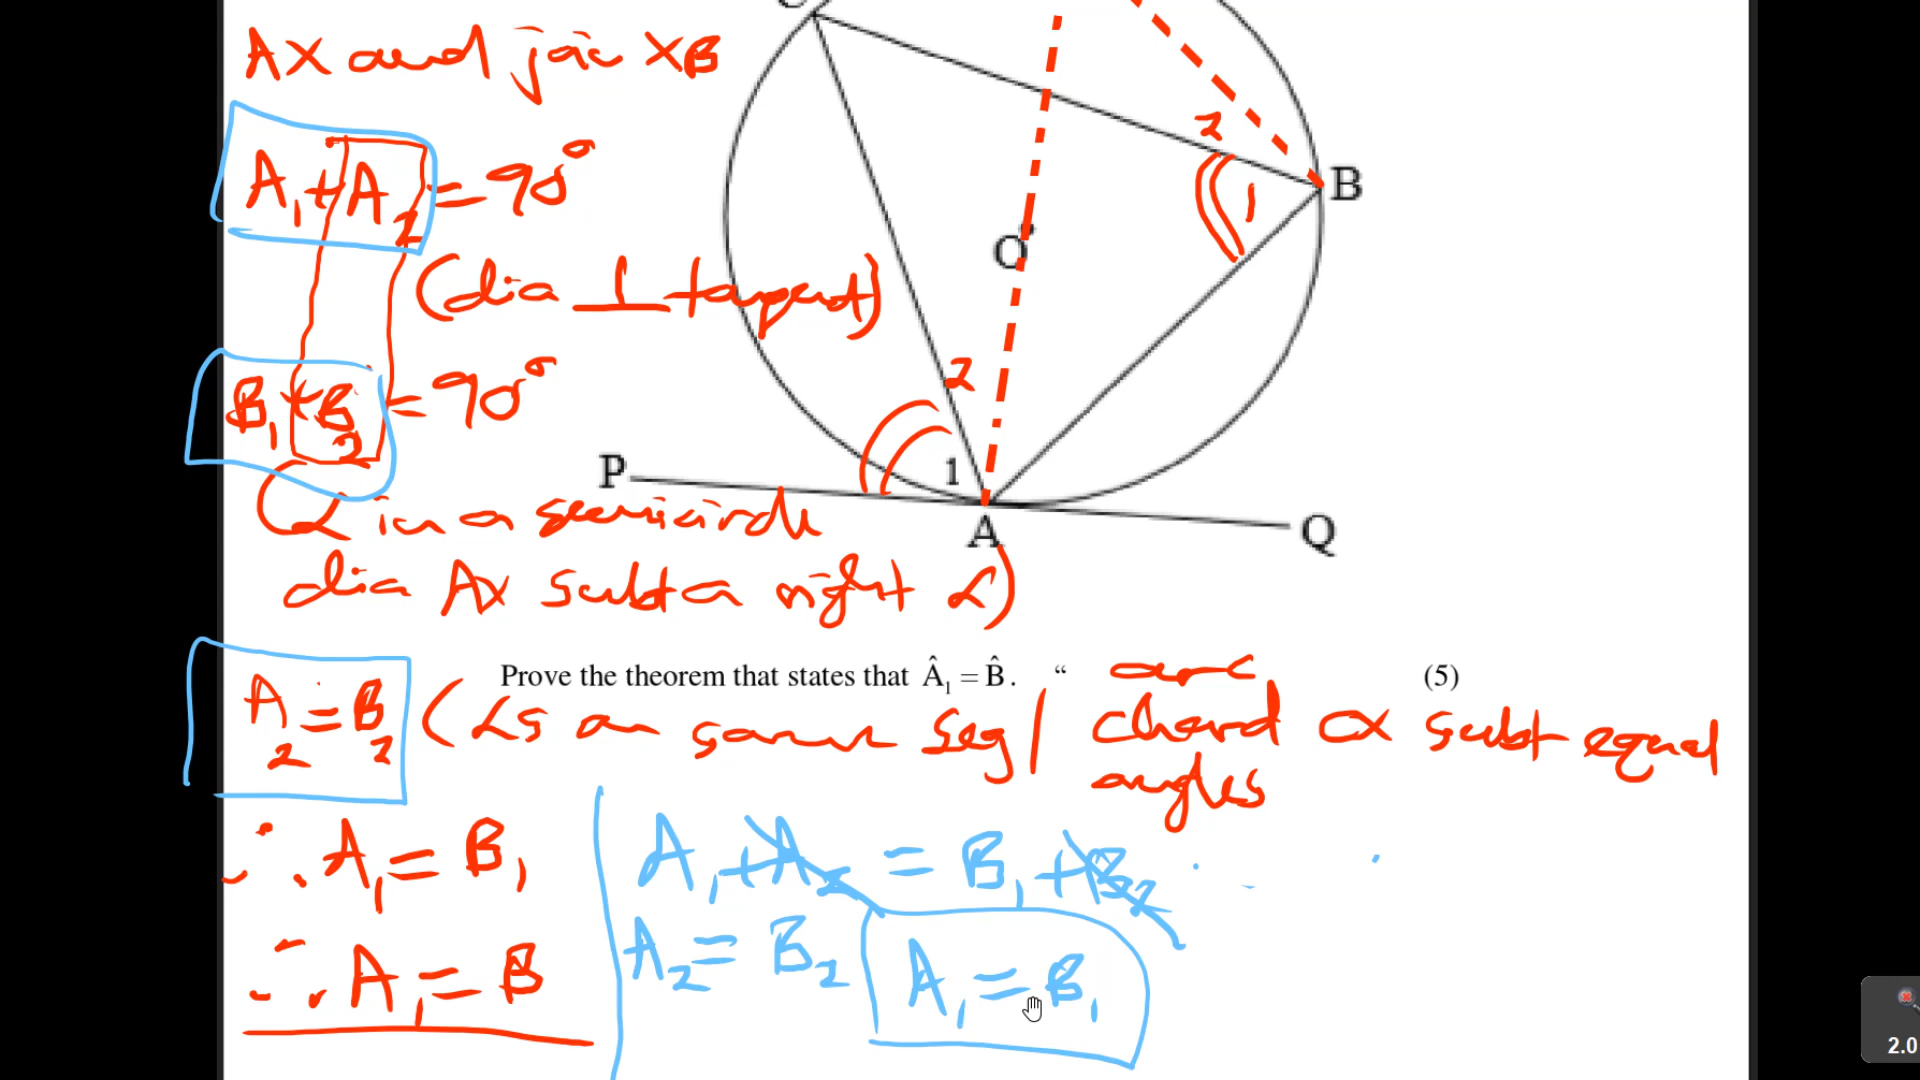 C
AX and join XB
A₁+A₂ = 90°
(dia ⊥ tangent)
B₁+B₂ = 90°
(∠ in a semicircle
dia AX subt a right ∠)
2
1
B
O
2
P
1
A
Q
Prove the theorem that states that Â₁ = B̂. “ (5)
arc
A₂ = B₂ (∠s in same seg/ chord AX subt equal
angles
∴ A₁ = B₁
∴ A₁ = B
A₁+A₂ = B₁+B₂
A₂ = B₂
A₁ = B₁
2.0